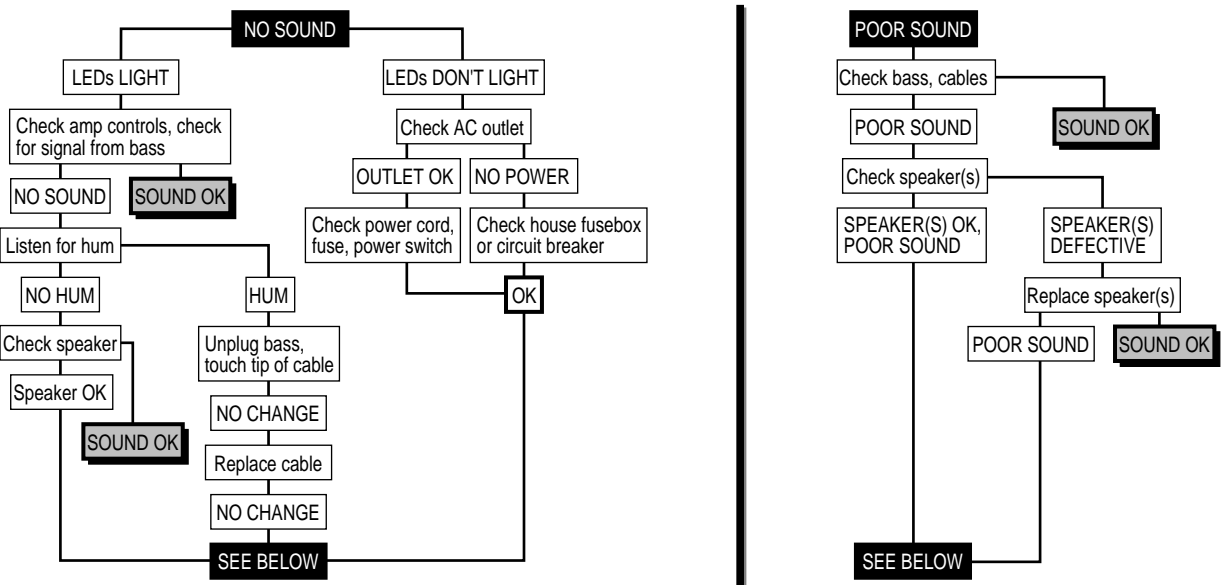 NO SOUND
LEDs LIGHT
LEDs DON'T LIGHT
Check amp controls, check
for signal from bass
Check AC outlet
NO SOUND
SOUND OK
OUTLET OK
NO POWER
Listen for hum
Check power cord,
fuse, power switch
Check house fusebox
or circuit breaker
NO HUM
HUM
OK
Check speaker
Unplug bass,
touch tip of cable
Speaker OK
NO CHANGE
SOUND OK
Replace cable
NO CHANGE
SEE BELOW
POOR SOUND
Check bass, cables
POOR SOUND
SOUND OK
Check speaker(s)
SPEAKER(S) OK,
POOR SOUND
SPEAKER(S)
DEFECTIVE
Replace speaker(s)
POOR SOUND
SOUND OK
SEE BELOW